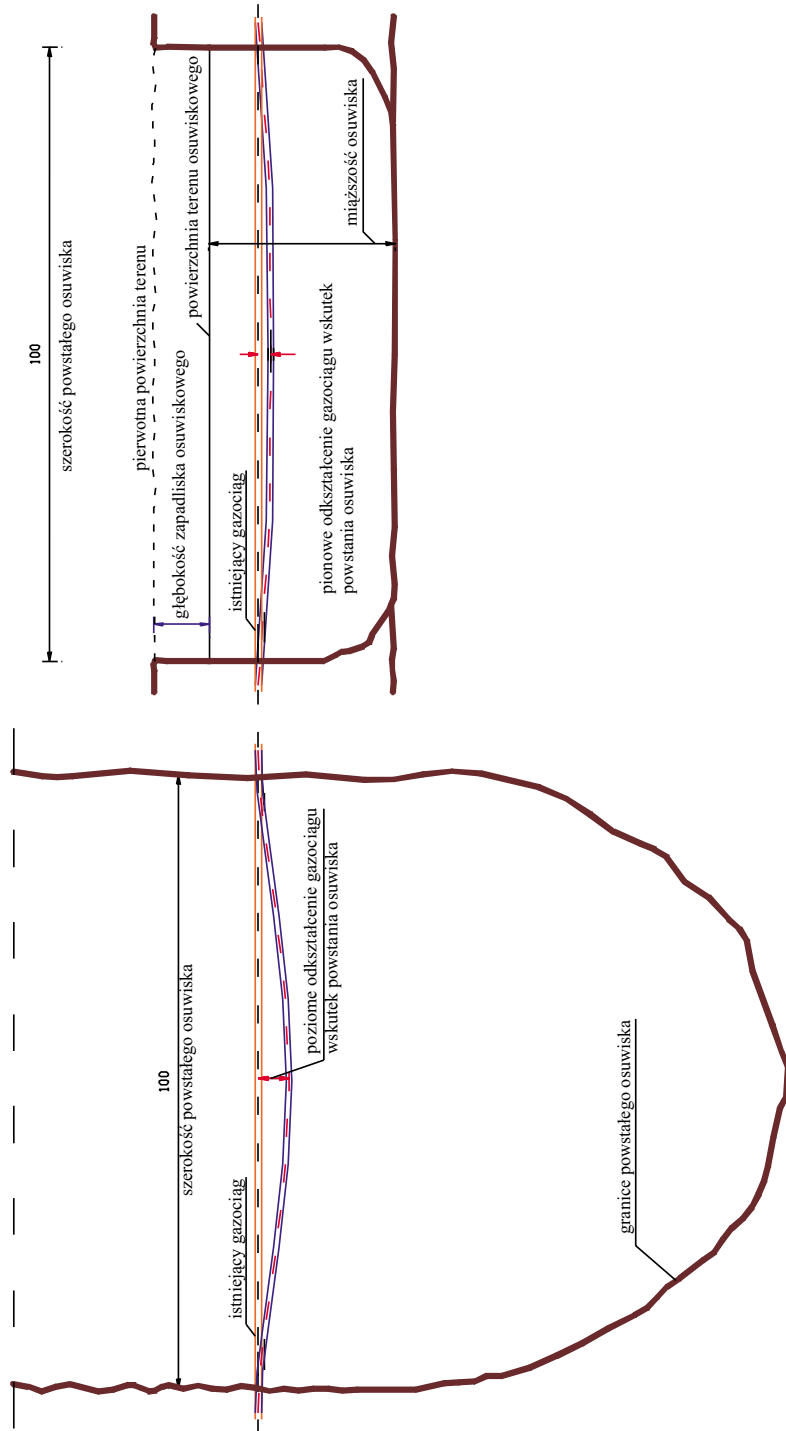 100
szerokość powstałego osuwiska
istniejący gazociąg
poziome odkształcenie gazociągu
wskutek powstania osuwiska
granice powstałego osuwiska
100
szerokość powstałego osuwiska
pierwotna powierzchnia terenu
głębokość zapadliska osuwiskowego
powierzchnia terenu osuwiskowego
istniejący gazociąg
pionowe odkształcenie gazociągu wskutek
powstania osuwiska
miąższość osuwiska